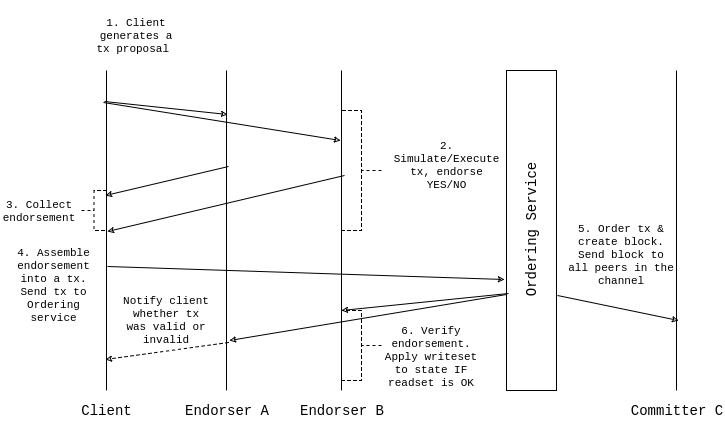 1. Client
generates a
tx proposal
2.
Simulate/Execute
tx, endorse
YES/NO
3. Collect
endorsement
4. Assemble
endorsement
into a tx.
Send tx to
Ordering
service
Notify client
whether tx
was valid or
invalid
Ordering Service
5. Order tx &
create block.
Send block to
all peers in the
channel
6. Verify
endorsement.
Apply writeset
to state IF
readset is OK
Client
Endorser A
Endorser B
Committer C